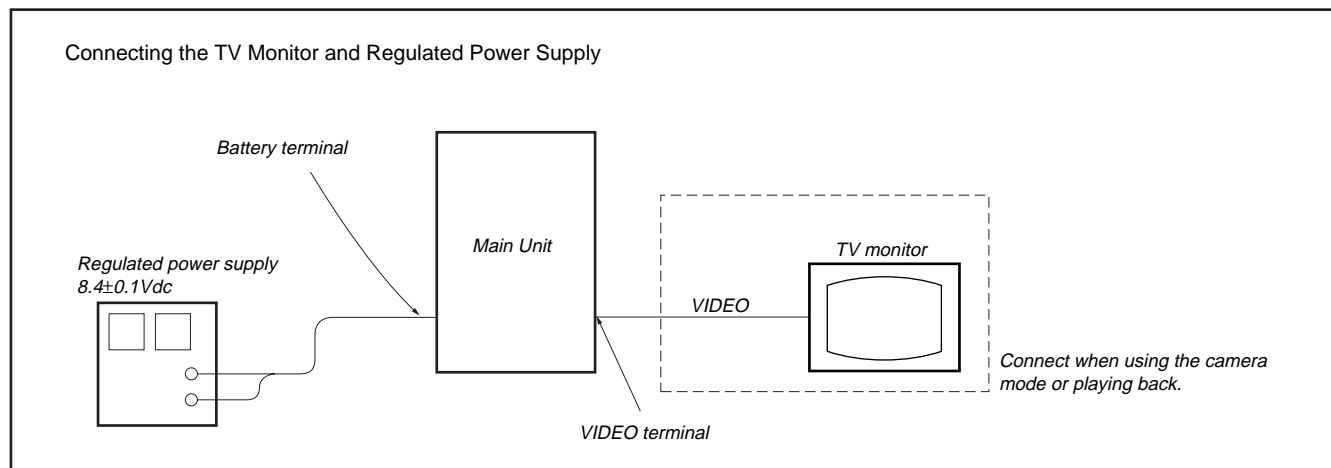 Connecting the TV Monitor and Regulated Power Supply
Battery terminal
Main Unit
Regulated power supply
8.4±0.1Vdc
TV monitor
VIDEO
Connect when using the camera
mode or playing back.
VIDEO terminal